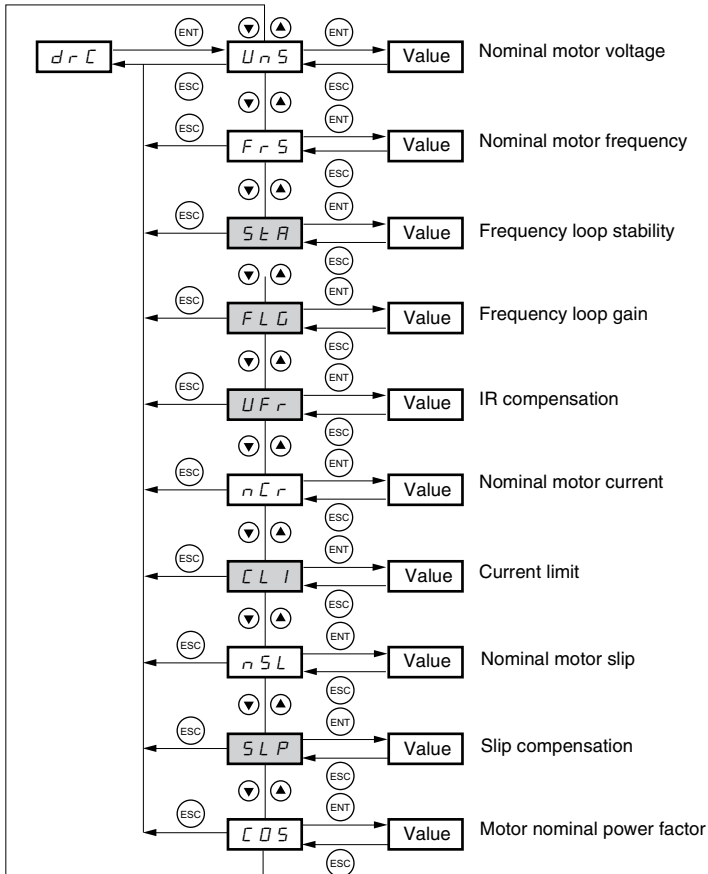 ENT ▼ ▲ ENT
drC UnS Value Nominal motor voltage
ESC ESC
▼ ▲
ESC ENT
FrS Value Nominal motor frequency
ESC
▼ ▲
ESC ENT
StA Value Frequency loop stability
ESC
▼ ▲
ESC ENT
FLG Value Frequency loop gain
ESC
▼ ▲
ESC ENT
UFr Value IR compensation
ESC
▼ ▲
ESC ENT
nCr Value Nominal motor current
ESC
▼ ▲
ESC ENT
CLI Value Current limit
ESC
▼ ▲
ESC ENT
nSL Value Nominal motor slip
ESC
▼ ▲
ESC ENT
SLP Value Slip compensation
ESC
▼ ▲
ESC ENT
COS Value Motor nominal power factor
ESC